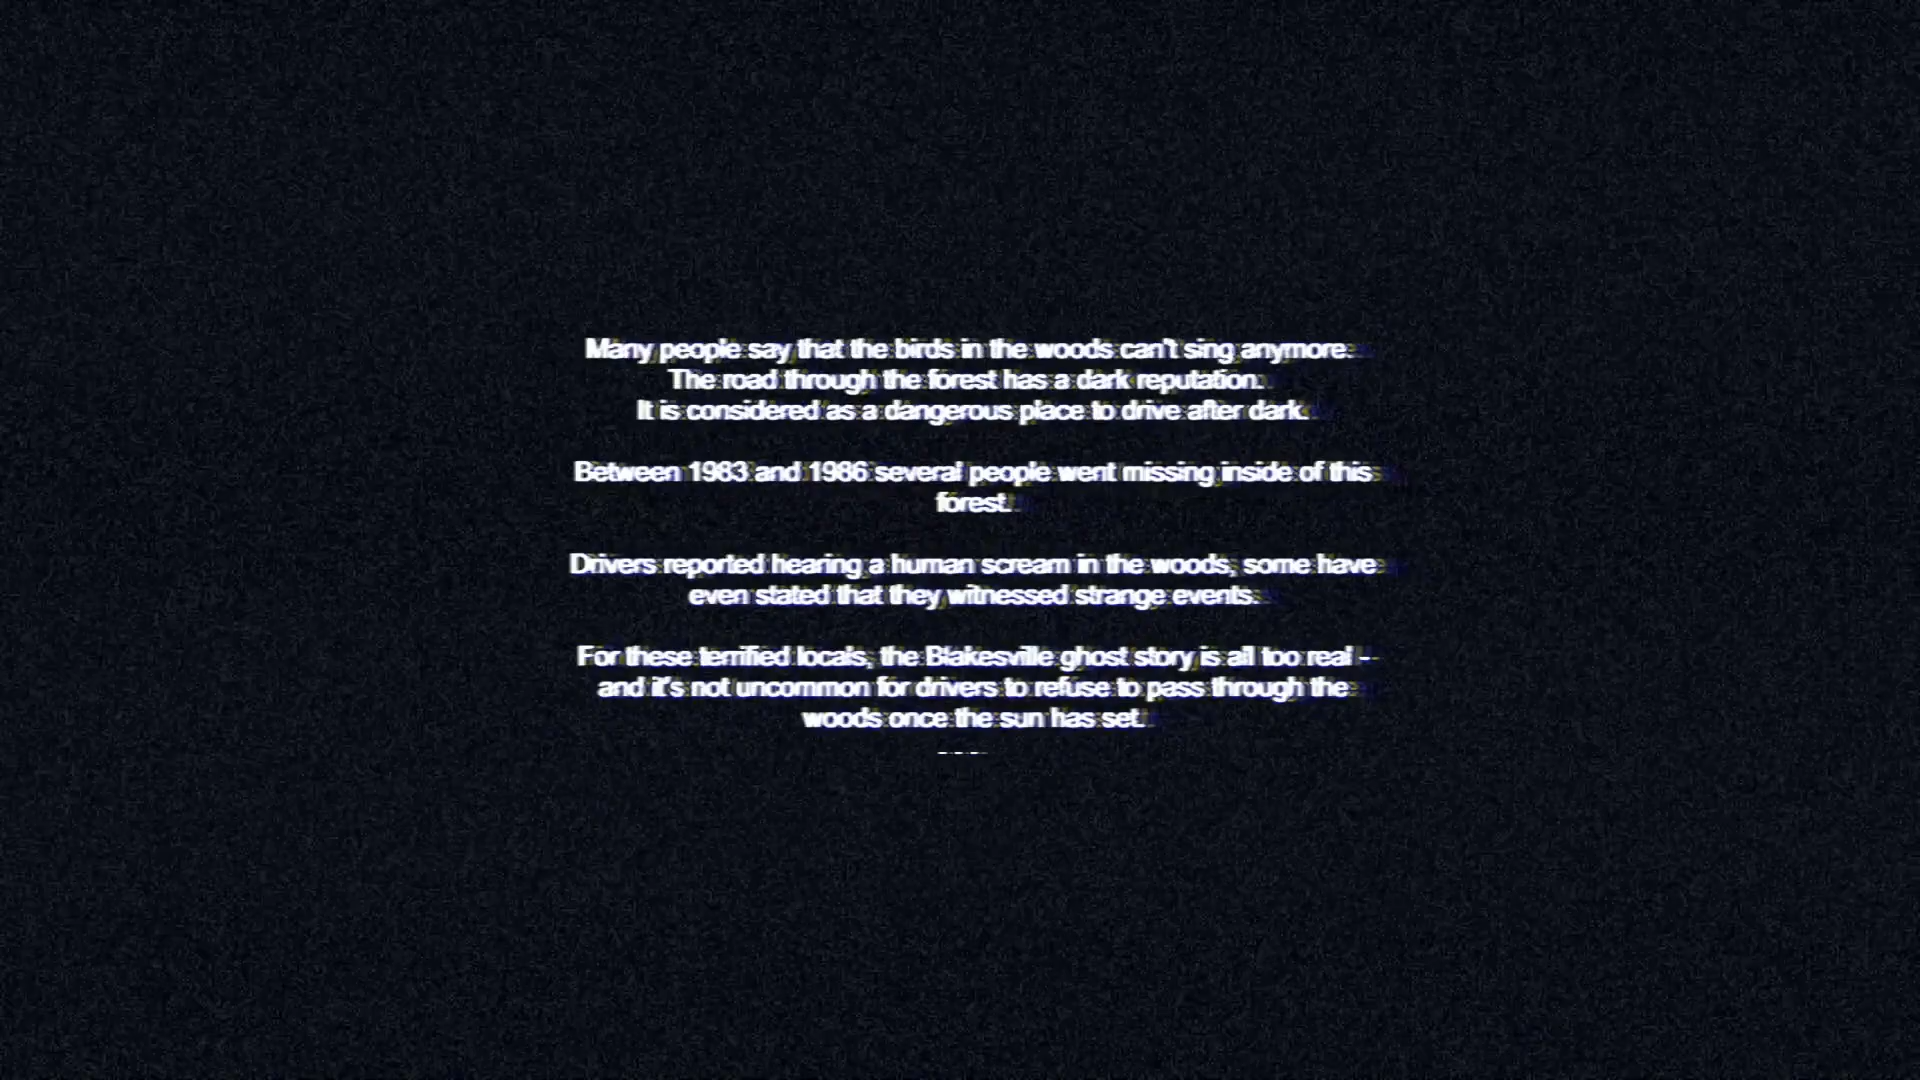 Many people say that the birds in the woods can't sing anymore.
The road through the forest has a dark reputation.
It is considered as a dangerous place to drive after dark.
Between 1983 and 1986 several people went missing inside of this
forest.
Drivers reported hearing a human scream in the woods, some have
even stated that they witnessed strange events.
For these terrified locals, the Blakesville ghost story is all too real -
and it's not uncommon for drivers to refuse to pass through the
woods once the sun has set.
---